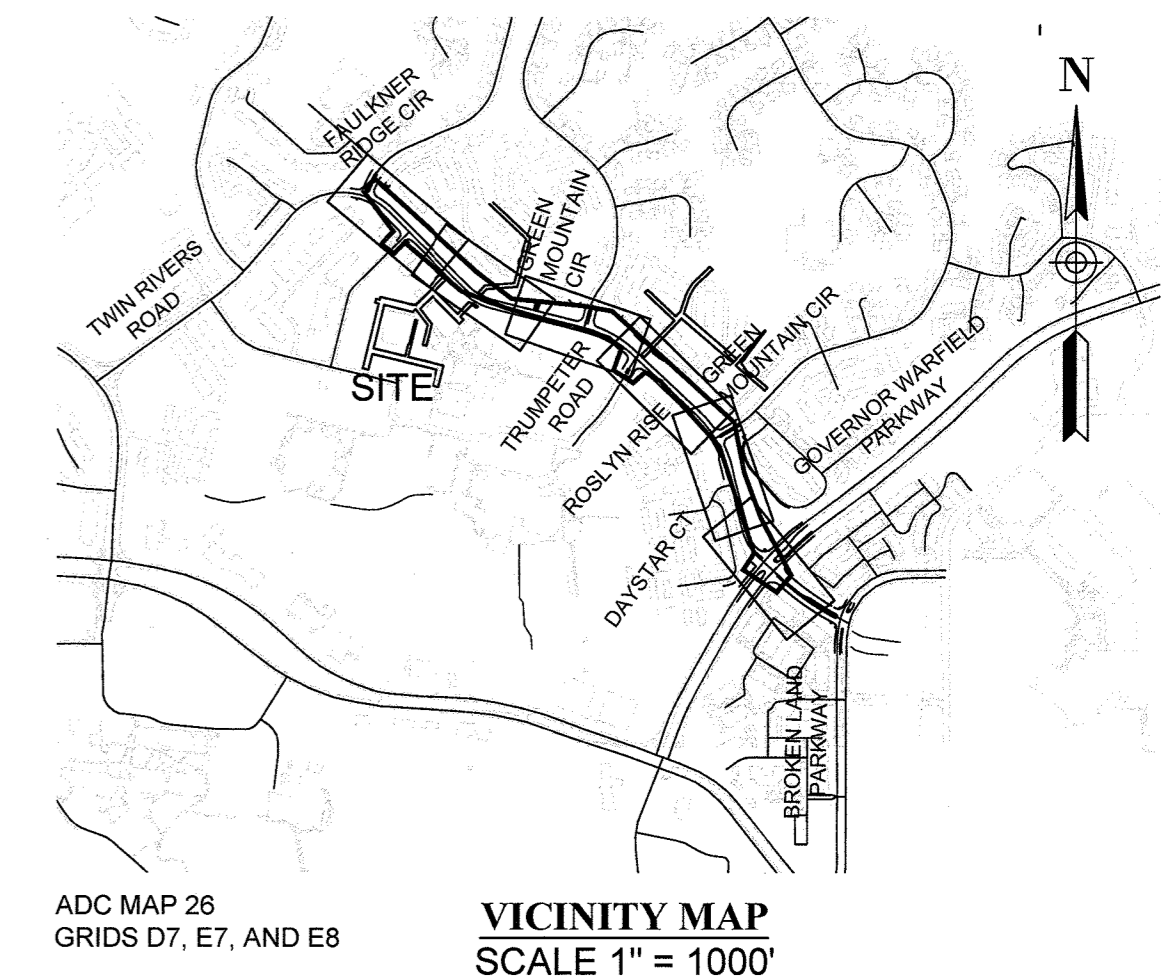 N
FAULKNER
RIDGE CIR
GREEN
MOUNTAIN
CIR
TWIN RIVERS
ROAD
SITE
TRUMPETER
ROAD
GREEN
MOUNTAIN CIR
GOVERNOR WARFIELD
PARKWAY
ROSLYN RISE
DAYSTAR CT
BROKEN LAND
PARKWAY
ADC MAP 26
GRIDS D7, E7, AND E8
VICINITY MAP
SCALE 1" = 1000'